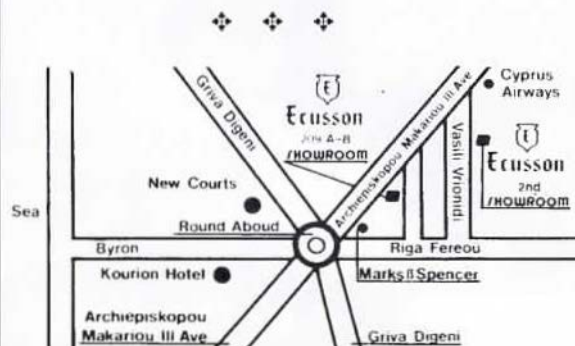 Cyprus
Airways
Griva Digeni
E
Ecusson
209 A-B
SHOWROOM
Archiepiskopou Makariou III Ave
Vasili Vrionidi
E
Ecusson
2nd
SHOWROOM
New Courts
Sea
Round Aboud
Byron
Riga Fereou
Kourion Hotel
Marks & Spencer
Archiepiskopou
Makariou III Ave
Griva Digeni